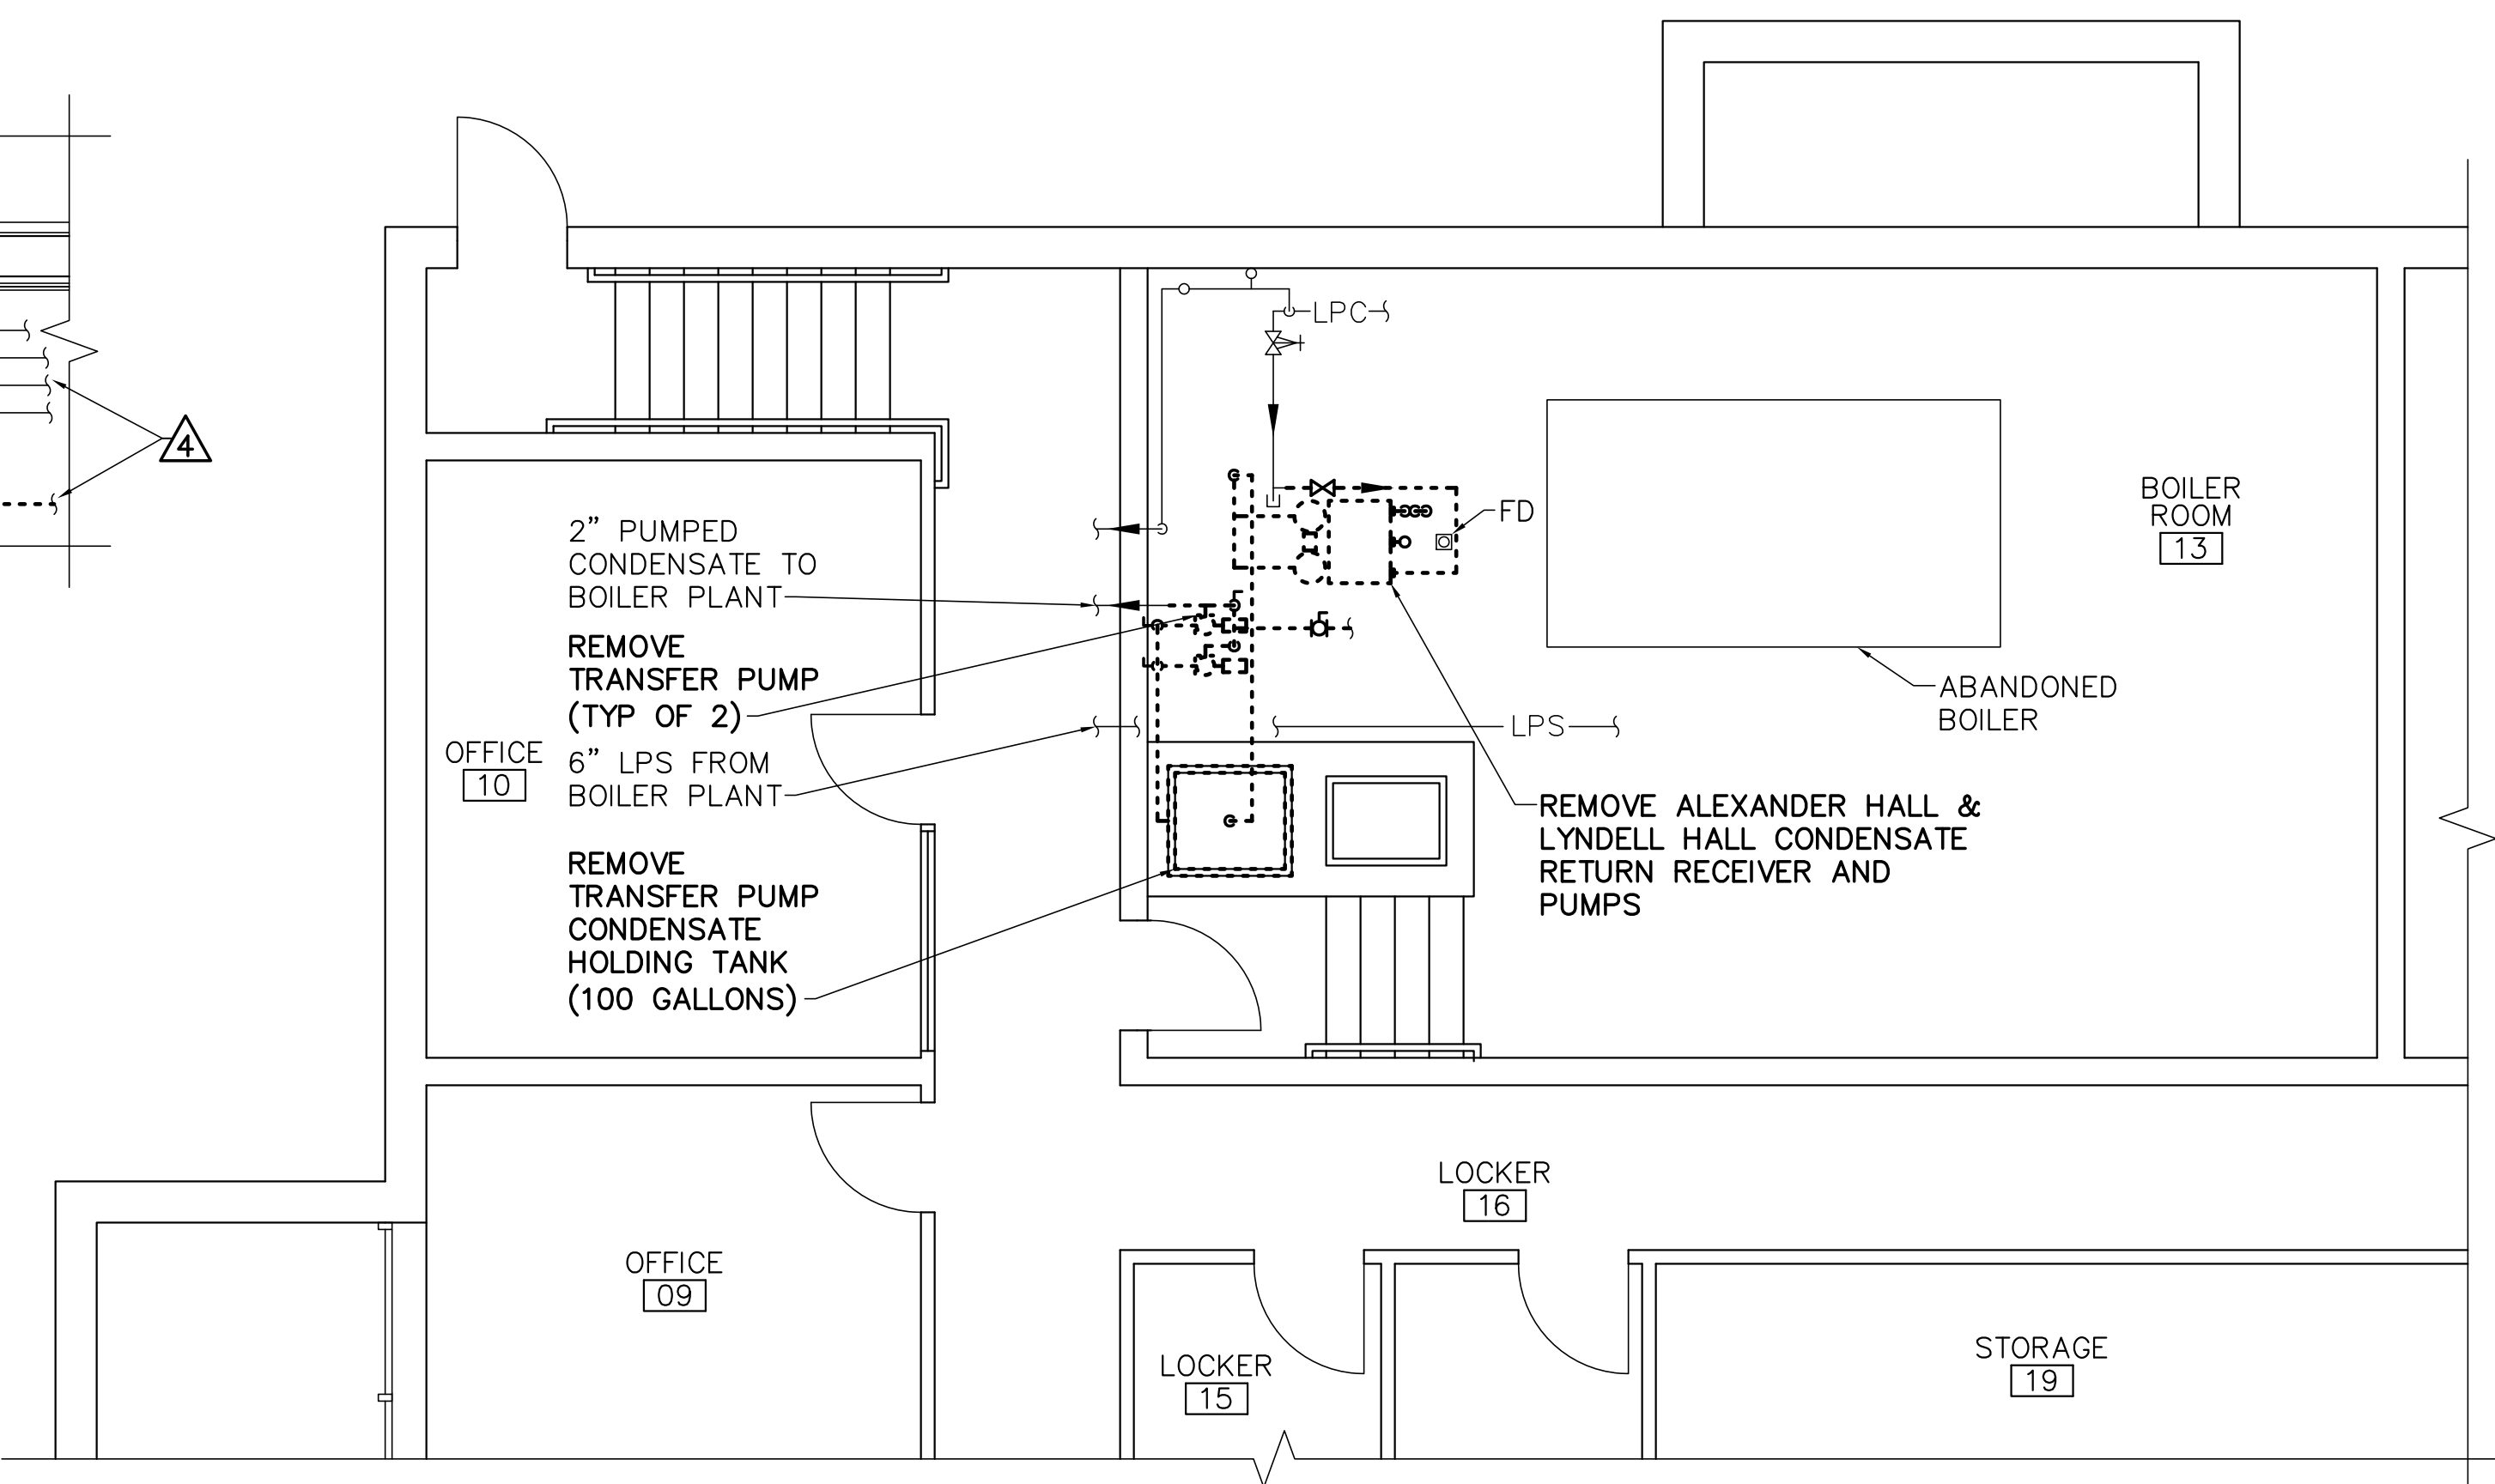 LPC
4
BOILER
ROOM
13
FD
2” PUMPED
CONDENSATE TO
BOILER PLANT
REMOVE
TRANSFER PUMP
(TYP OF 2)
ABANDONED
BOILER
LPS
OFFICE
10
6” LPS FROM
BOILER PLANT
REMOVE ALEXANDER HALL &
LYNDELL HALL CONDENSATE
RETURN RECEIVER AND
PUMPS
REMOVE
TRANSFER PUMP
CONDENSATE
HOLDING TANK
(100 GALLONS)
LOCKER
16
OFFICE
09
LOCKER
15
STORAGE
19